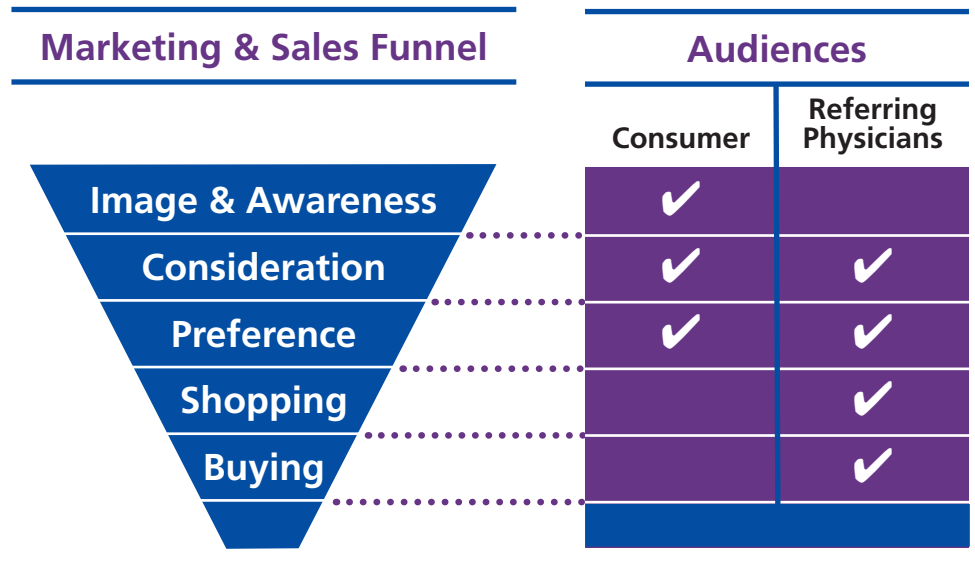 Marketing & Sales Funnel
Audiences
Consumer
Referring
Physicians
Image & Awareness
✔
Consideration
✔ ✔
Preference
✔ ✔
Shopping
✔
Buying
✔